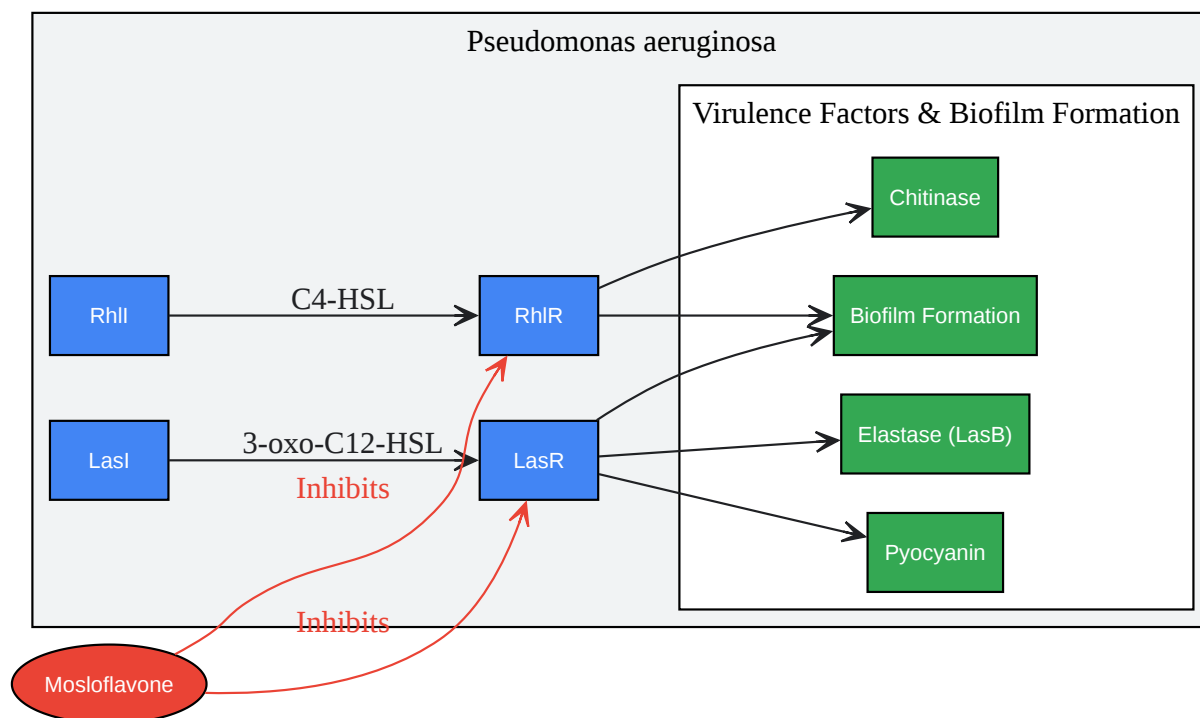 Pseudomonas aeruginosa
Virulence Factors & Biofilm Formation
Chitinase
RhlI
C4-HSL
RhlR
Biofilm Formation
LasI
3-oxo-C12-HSL
LasR
Elastase (LasB)
Inhibits
Pyocyanin
Inhibits
Mosloflavone